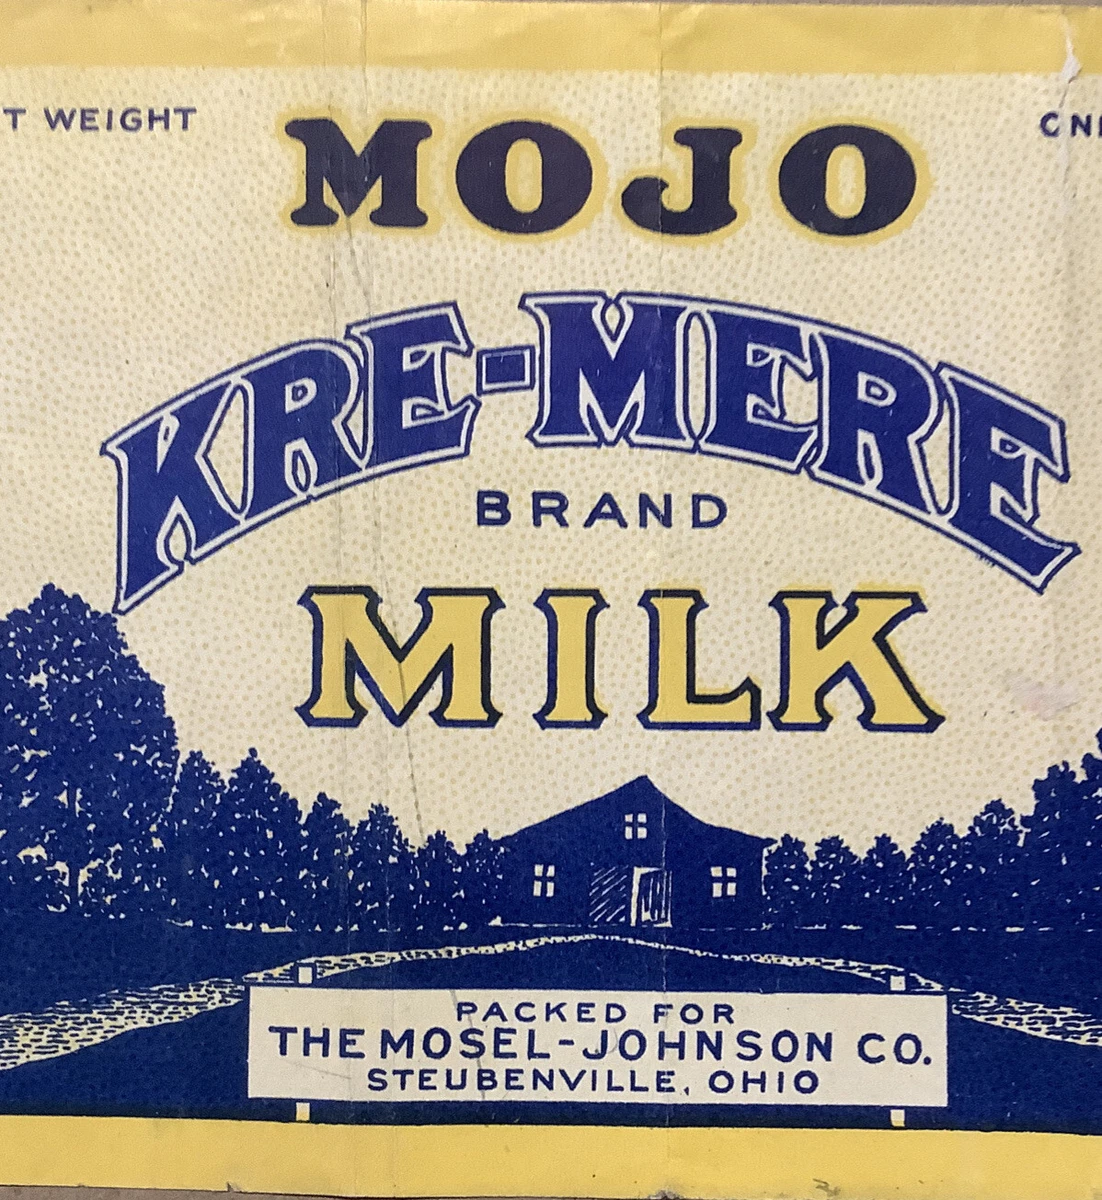 T WEIGHT
MOJO
KRE-MERE
BRAND
MILK
PACKED FOR
THE MOSEL-JOHNSON CO.
STEUBENVILLE, OHIO